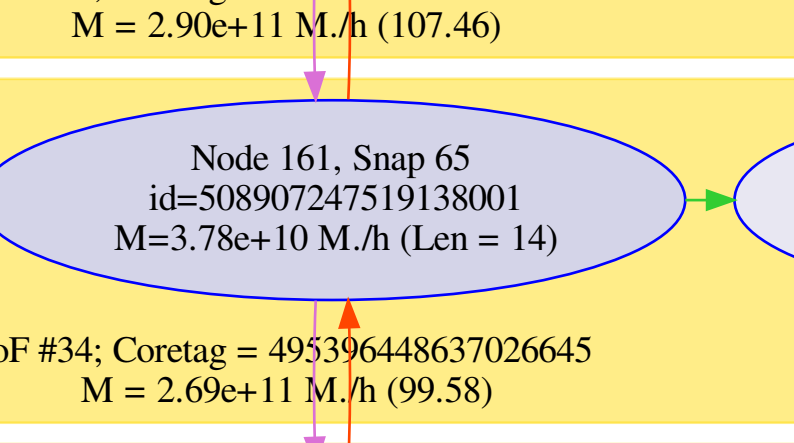 M = 2.90e+11 M./h (107.46)
Node 161, Snap 65
id=508907247519138001
M=3.78e+10 M./h (Len = 14)
oF #34; Coretag = 495396448637026645
M = 2.69e+11 M./h (99.58)